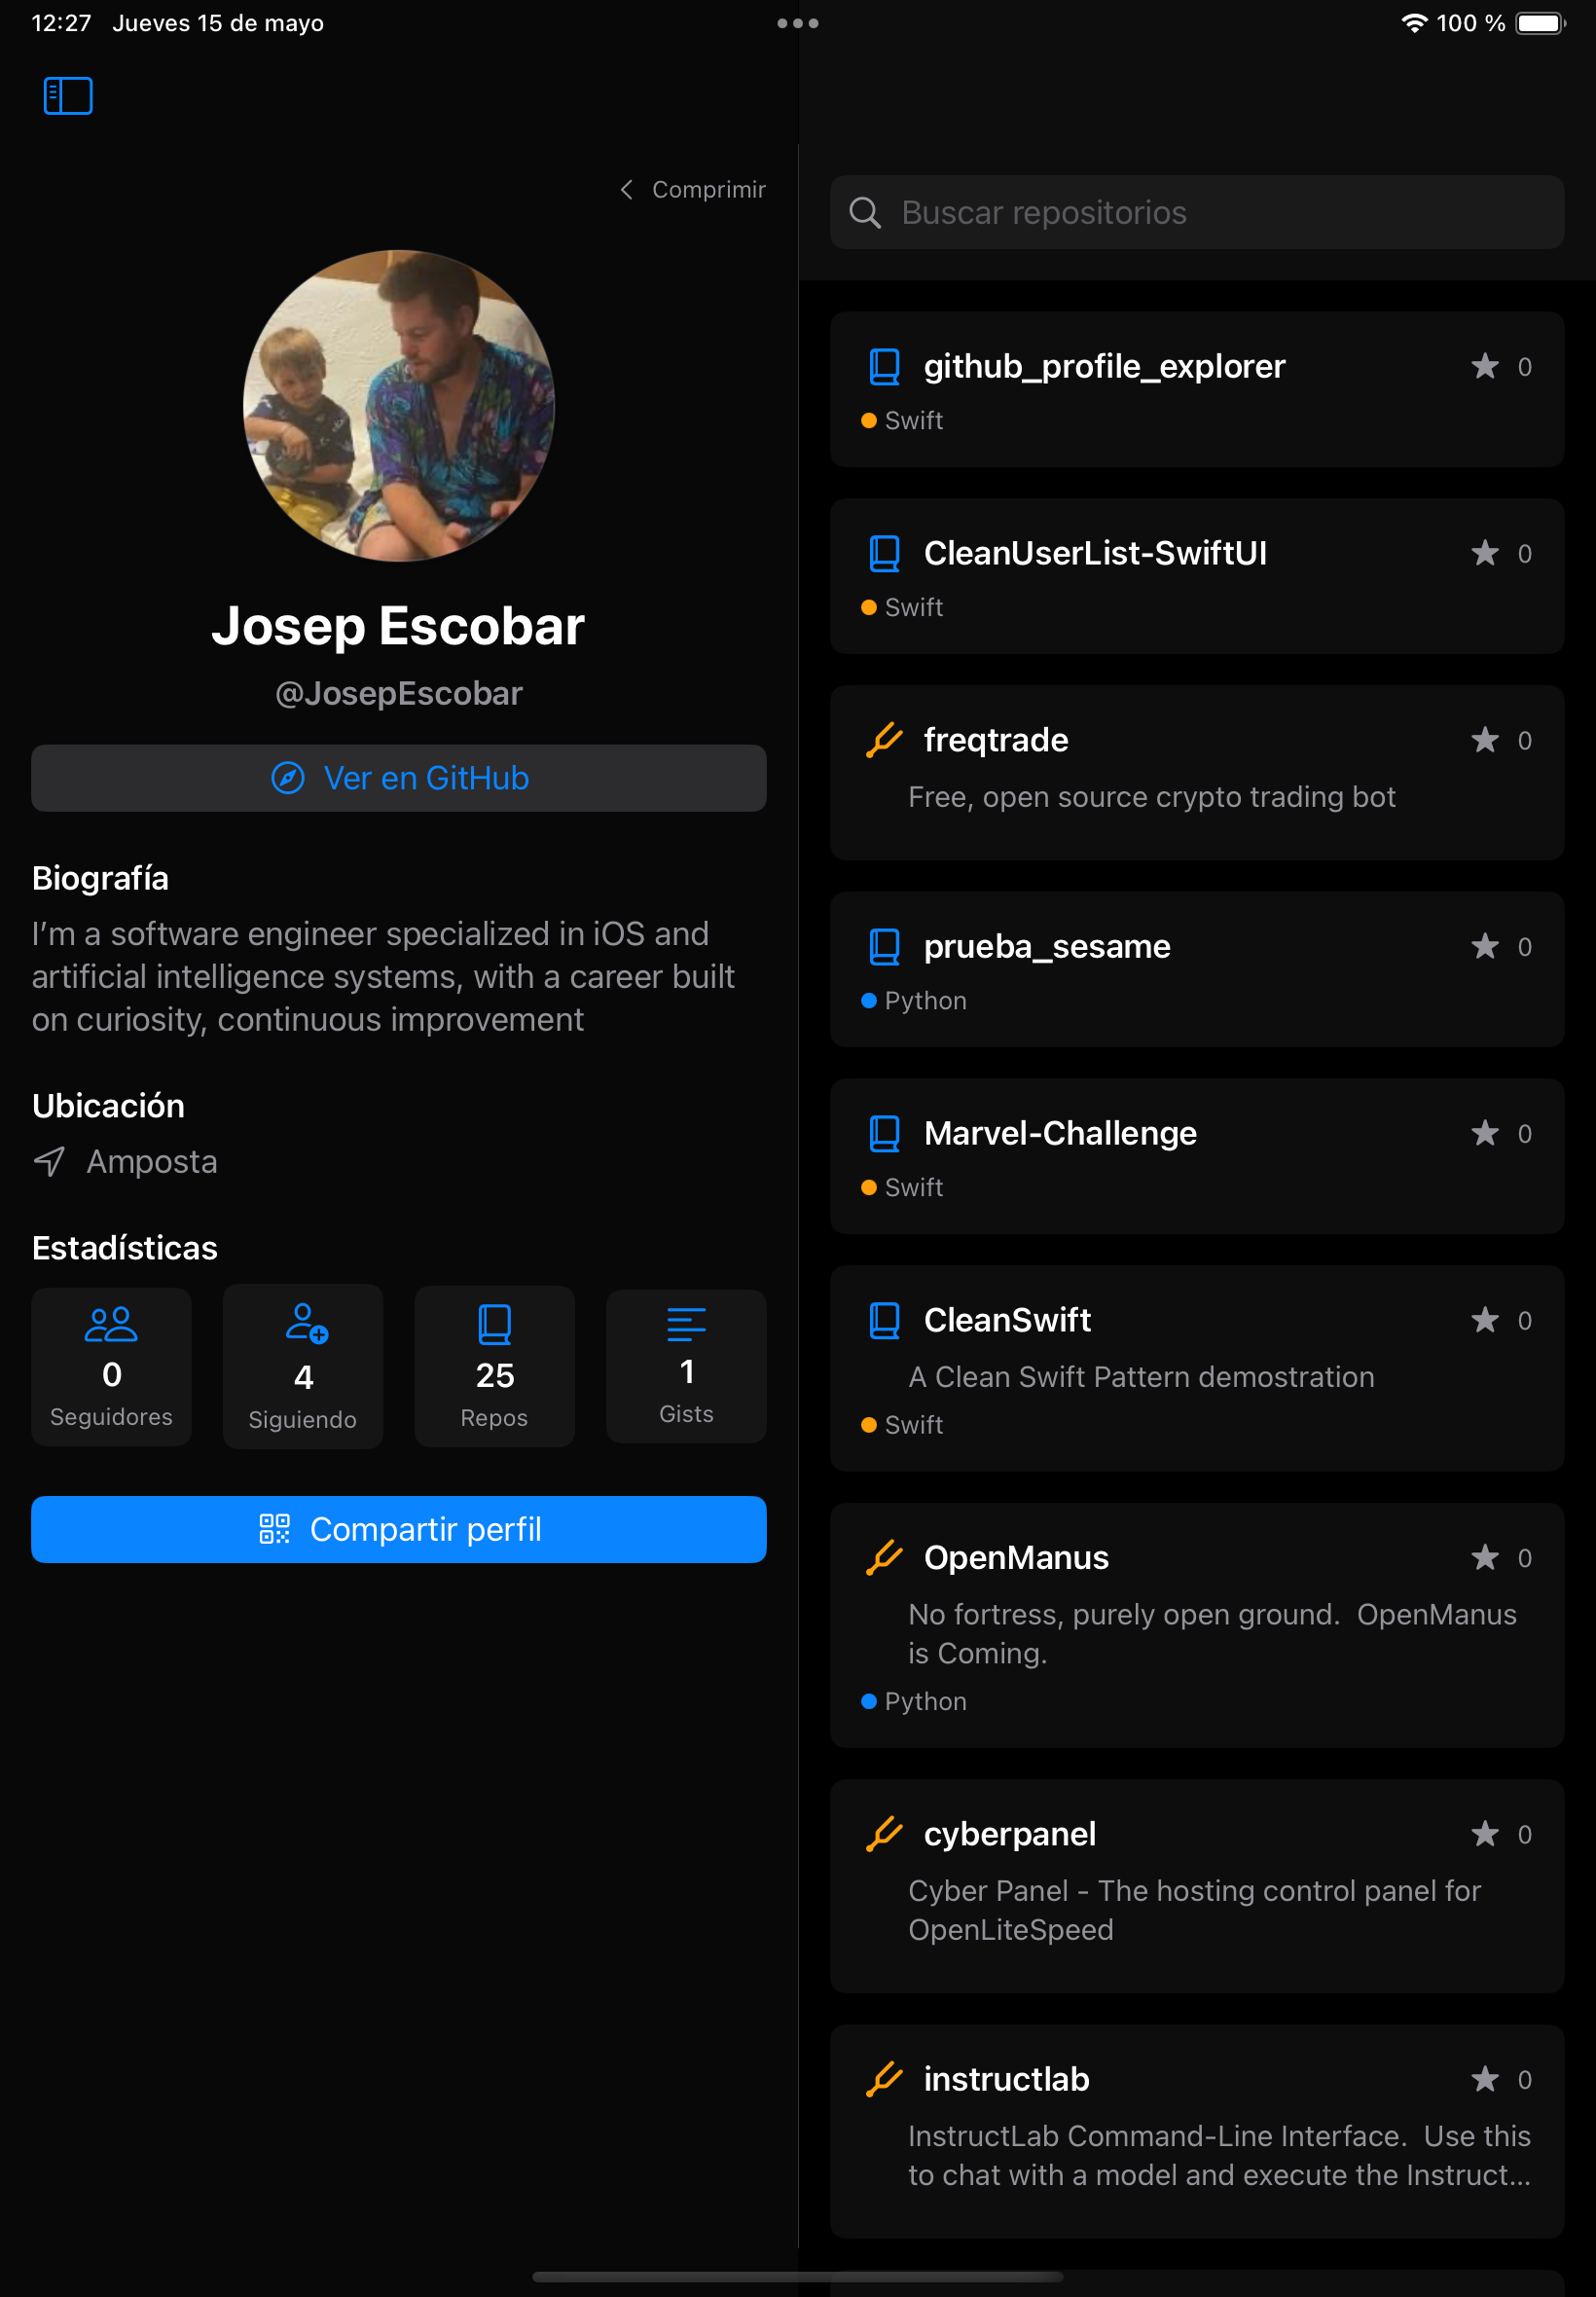 12:27 Jueves 15 de mayo
100 %
Comprimir
Josep Escobar
@JosepEscobar
Ver en GitHub
Biografía
I’m a software engineer specialized in iOS and
artificial intelligence systems, with a career built
on curiosity, continuous improvement
Ubicación
Amposta
Estadísticas
0
Seguidores
4
Siguiendo
25
Repos
1
Gists
Compartir perfil
Buscar repositorios
github_profile_explorer 0
Swift
CleanUserList-SwiftUI 0
Swift
freqtrade 0
Free, open source crypto trading bot
prueba_sesame 0
Python
Marvel-Challenge 0
Swift
CleanSwift 0
A Clean Swift Pattern demostration
Swift
OpenManus 0
No fortress, purely open ground.  OpenManus
is Coming.
Python
cyberpanel 0
Cyber Panel - The hosting control panel for
OpenLiteSpeed
instructlab 0
InstructLab Command-Line Interface.  Use this
to chat with a model and execute the Instruct...